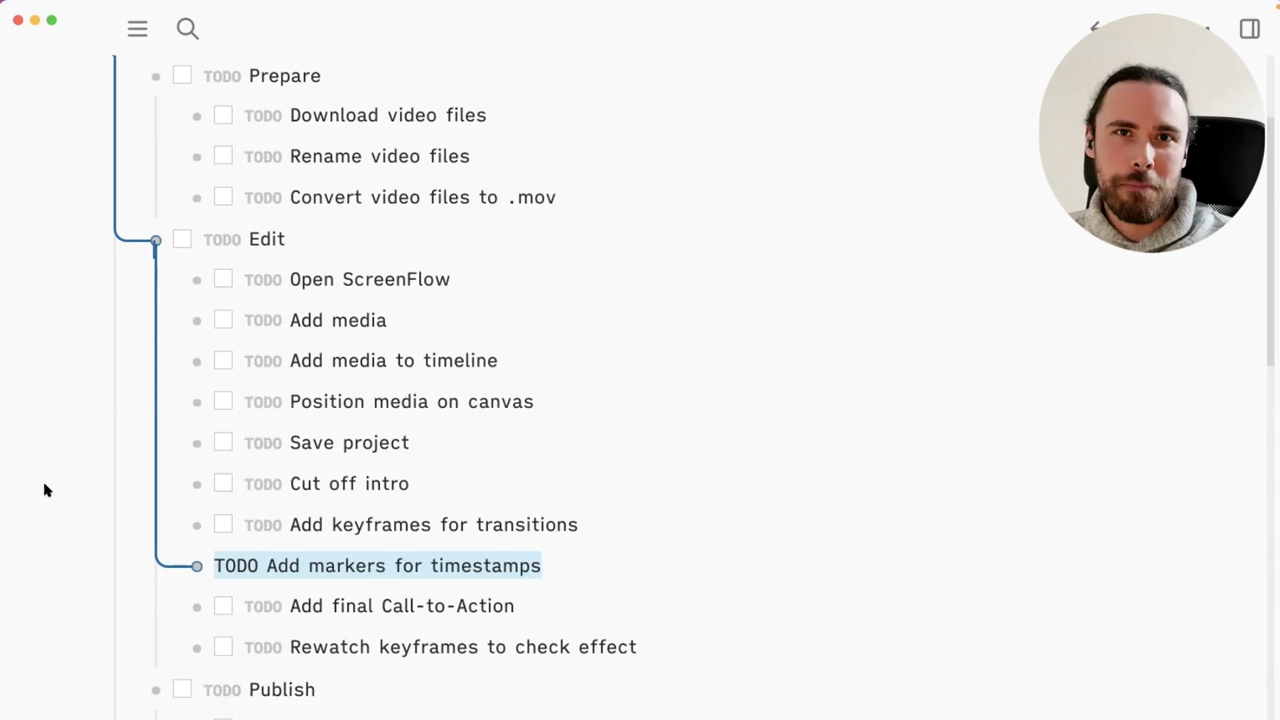 TODO Prepare
TODO Download video files
TODO Rename video files
TODO Convert video files to .mov
TODO Edit
TODO Open ScreenFlow
TODO Add media
TODO Add media to timeline
TODO Position media on canvas
TODO Save project
TODO Cut off intro
TODO Add keyframes for transitions
TODO Add markers for timestamps
TODO Add final Call-to-Action
TODO Rewatch keyframes to check effect
TODO Publish